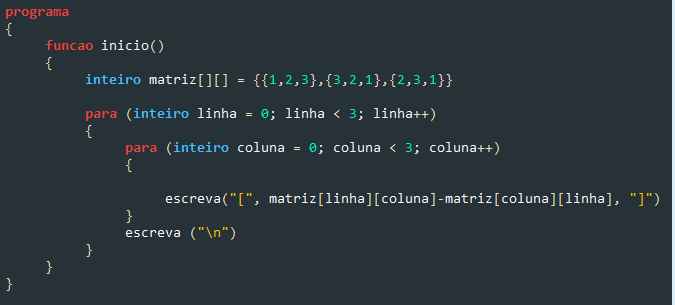 programa
{
funcao inicio()
{
inteiro matriz[][] = {{1,2,3},{3,2,1},{2,3,1}}
para (inteiro linha = 0; linha < 3; linha++)
{
para (inteiro coluna = 0; coluna < 3; coluna++)
{
escreva("[", matriz[linha][coluna]-matriz[coluna][linha], "]")
}
escreva ("\n")
}
}
}